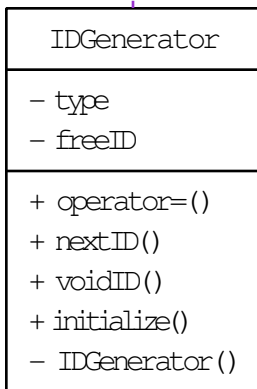 IDGenerator
- type
- freeID
+ operator=()
+ nextID()
+ voidID()
+ initialize()
- IDGenerator()